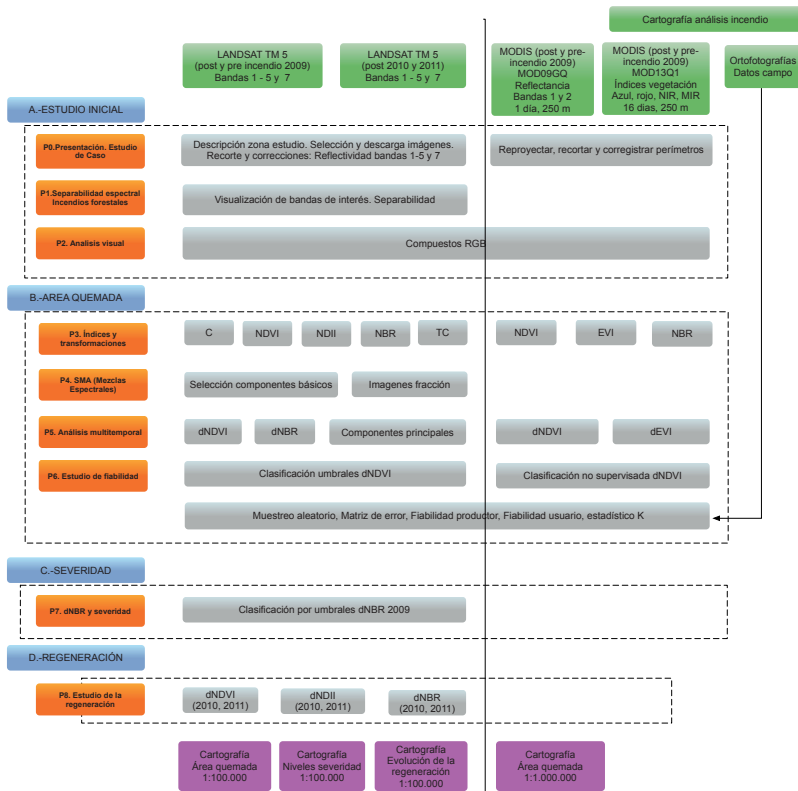 Cartografía análisis incendio
LANDSAT TM 5
(post y pre incendio 2009)
Bandas 1 - 5 y 7
LANDSAT TM 5
(post 2010 y 2011)
Bandas 1 - 5 y 7
MODIS (post y pre-
incendio 2009)
MOD09GQ
Reflectancia
Bandas 1 y 2
1 día, 250 m
MODIS (post y pre-
incendio 2009)
MOD13Q1
Índices vegetación
Azul, rojo, NIR, MIR
16 dias, 250 m
Ortofotografías
Datos campo
A.-ESTUDIO INICIAL
P0.Presentación. Estudio
de Caso
Descripción zona estudio. Selección y descarga imágenes.
Recorte y correcciones: Reflectividad bandas 1-5 y 7
Reproyectar, recortar y corregistrar perímetros
P1.Separabilidad espectral
Incendios forestales
Visualización de bandas de interés. Separabilidad
P2. Analisis visual
Compuestos RGB
B.-AREA QUEMADA
P3. Índices y
transformaciones
C
NDVI
NDII
NBR
TC
NDVI
EVI
NBR
P4. SMA (Mezclas
Espectrales)
Selección componentes básicos
Imagenes fracción
P5. Análisis multitemporal
dNDVI
dNBR
Componentes principales
dNDVI
dEVI
P6. Estudio de fiabilidad
Clasificación umbrales dNDVI
Clasificación no supervisada dNDVI
Muestreo aleatorio, Matriz de error, Fiabilidad productor, Fiabilidad usuario, estadístico K
C.-SEVERIDAD
P7. dNBR y severidad
Clasificación por umbrales dNBR 2009
D.-REGENERACIÓN
P8. Estudio de la
regeneración
dNDVI
(2010, 2011)
dNDII
(2010, 2011)
dNBR
(2010, 2011)
Cartografía
Área quemada
1:100.000
Cartografía
Niveles severidad
1:100.000
Cartografía
Evolución de la
regeneración
1:100.000
Cartografía
Área quemada
1:1.000.000